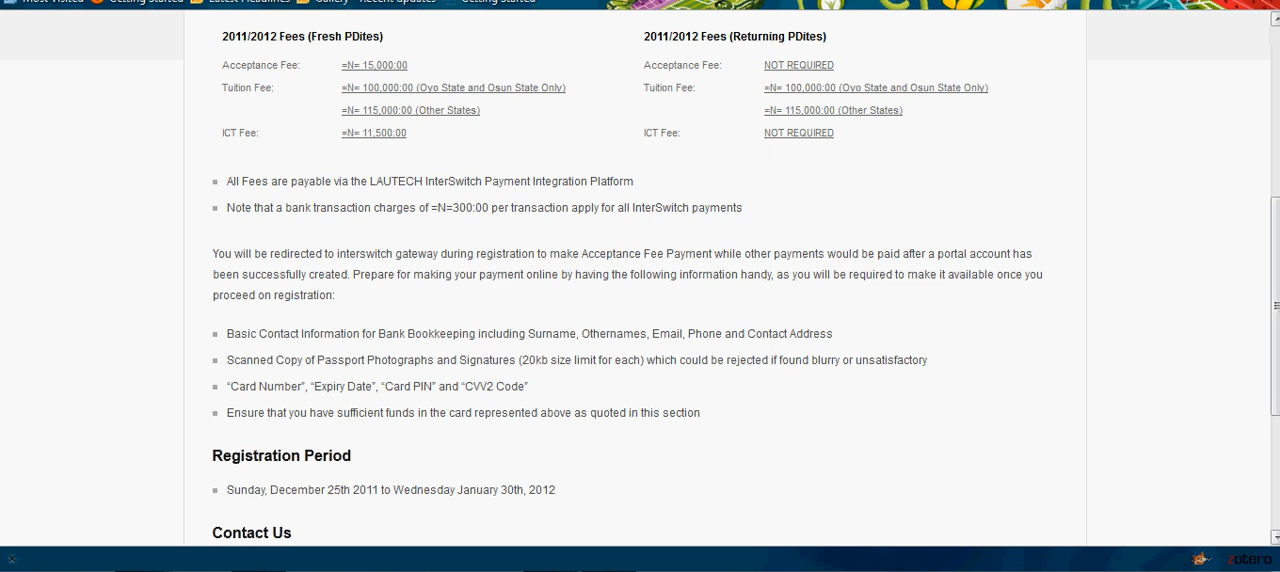 Most Visited Getting Started Latest Headlines Gallery - Recent updates Getting Started
2011/2012 Fees (Fresh PDites)
Acceptance Fee: =N= 15,000:00
Tuition Fee: =N= 100,000:00 (Oyo State and Osun State Only)
=N= 115,000:00 (Other States)
ICT Fee: =N= 11,500:00
2011/2012 Fees (Returning PDites)
Acceptance Fee: NOT REQUIRED
Tuition Fee: =N= 100,000:00 (Oyo State and Osun State Only)
=N= 115,000:00 (Other States)
ICT Fee: NOT REQUIRED
All Fees are payable via the LAUTECH InterSwitch Payment Integration Platform
Note that a bank transaction charges of =N=300:00 per transaction apply for all InterSwitch payments
You will be redirected to interswitch gateway during registration to make Acceptance Fee Payment while other payments would be paid after a portal account has
been successfully created. Prepare for making your payment online by having the following information handy, as you will be required to make it available once you
proceed on registration:
Basic Contact Information for Bank Bookkeeping including Surname, Othernames, Email, Phone and Contact Address
Scanned Copy of Passport Photographs and Signatures (20kb size limit for each) which could be rejected if found blurry or unsatisfactory
“Card Number”, “Expiry Date”, “Card PIN” and “CVV2 Code”
Ensure that you have sufficient funds in the card represented above as quoted in this section
Registration Period
Sunday, December 25th 2011 to Wednesday January 30th, 2012
Contact Us
zotero